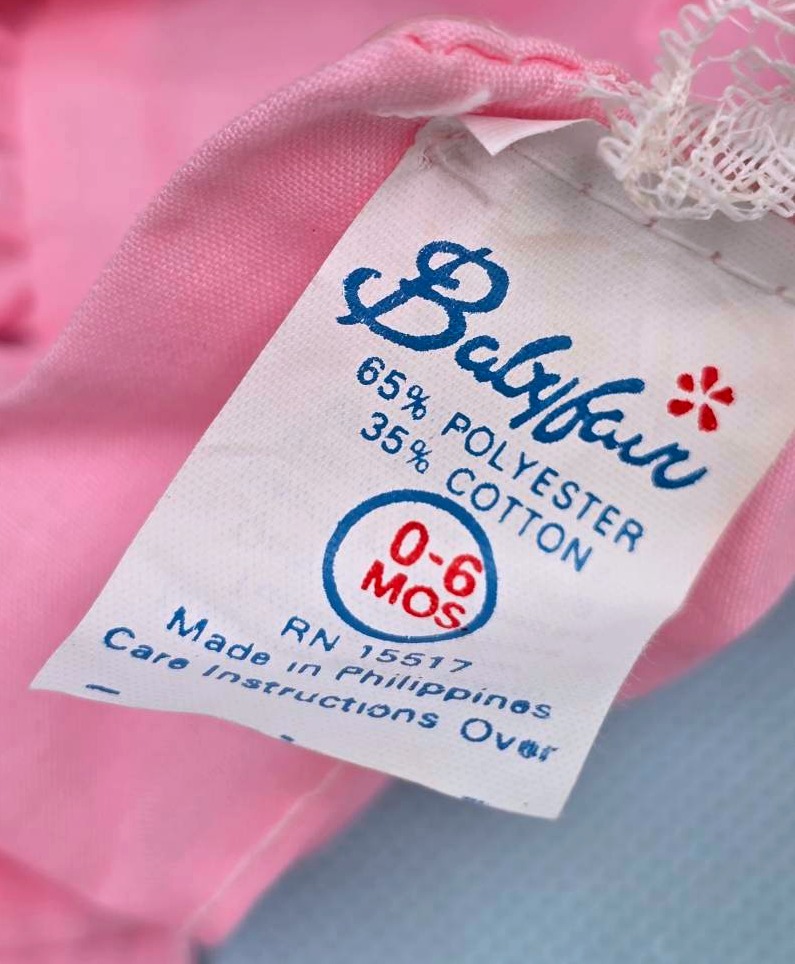 Babyfair
65% POLYESTER
35% COTTON
0-6
MOS
RN 15517
Made in Philippines
Care Instructions Over